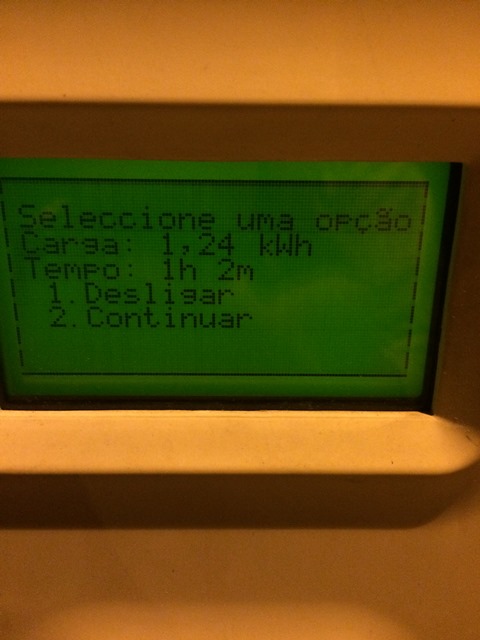 Seleccione uma opção
Carga: 1,24 kWh
Tempo: 1h 2m
1. Desligar
2. Continuar